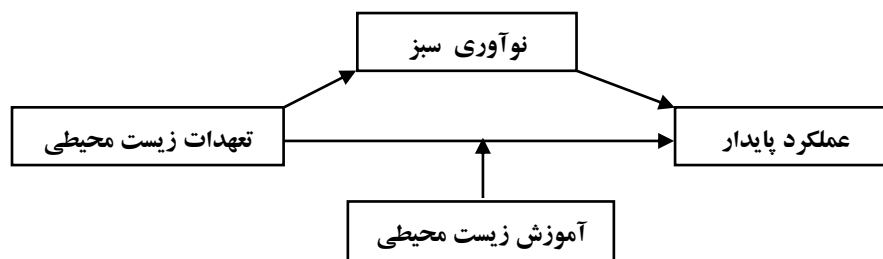 نوآوری سبز
تعهدات زیست محیطی
عملکرد پایدار
آموزش زیست محیطی